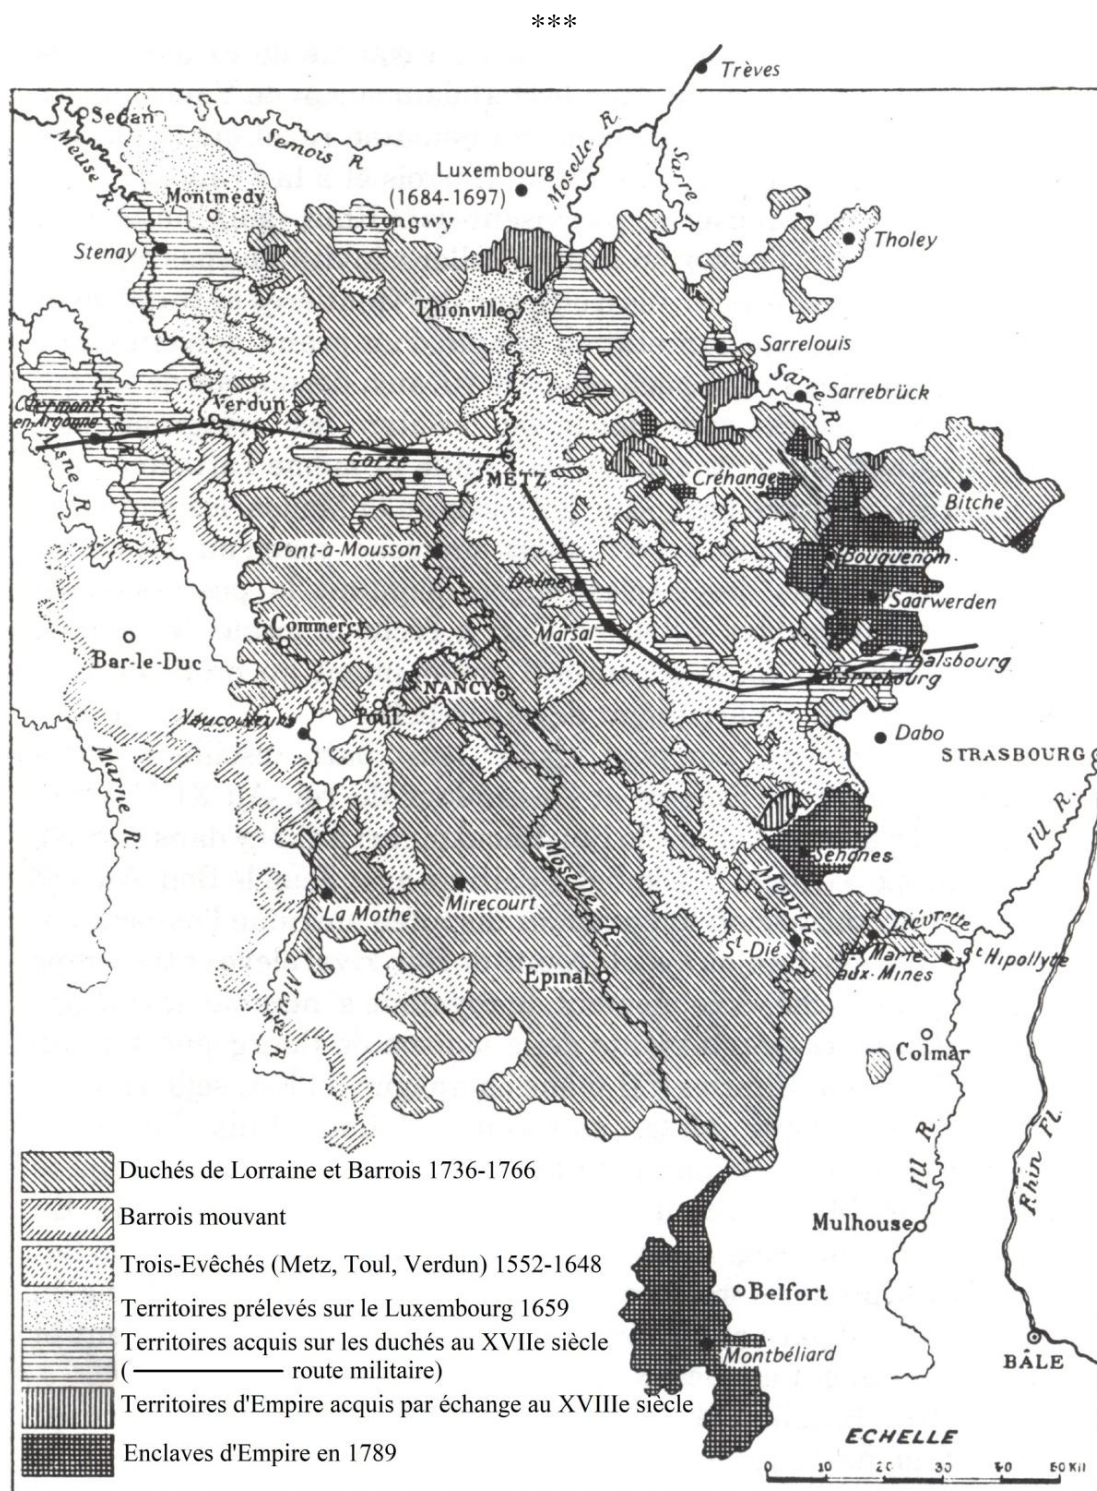 ***
Trèves
Sedan
Meuse R
Semois R
Moselle R
Sarre R
Luxembourg
(1684-1697)
Montmedy
Longwy
Stenay
Tholey
Thionville
Sarrelouis
Sarre R
Sarrebrück
Clermont
en-Argonne
Aire R
Verdun
Aisne R
Gorze
METZ
Créhange
Bitche
Pont-à-Mousson
Bouquenom
Delme
Saarwerden
Commercy
Marsal
Bar-le-Duc
Phalsbourg
Sarrebourg
NANCY
Toul
Vaucouleurs
Dabo
STRASBOURG
Marne R
Ill R.
Moselle R
Meurthe R
Senones
La Mothe
Mirecourt
Liévrette
St-Dié
Ste Marie
aux-Mines
St Hipollyte
Epinal
Meuse R
Colmar
Ill R
Rhin Fl.
Mulhouse
Belfort
Montbéliard
BÂLE
Duchés de Lorraine et Barrois 1736-1766
Barrois mouvant
Trois-Evêchés (Metz, Toul, Verdun) 1552-1648
Territoires prélevés sur le Luxembourg 1659
Territoires acquis sur les duchés au XVIIe siècle
( route militaire)
Territoires d'Empire acquis par échange au XVIIIe siècle
Enclaves d'Empire en 1789
ECHELLE
0 10 20 30 40 50 Kil